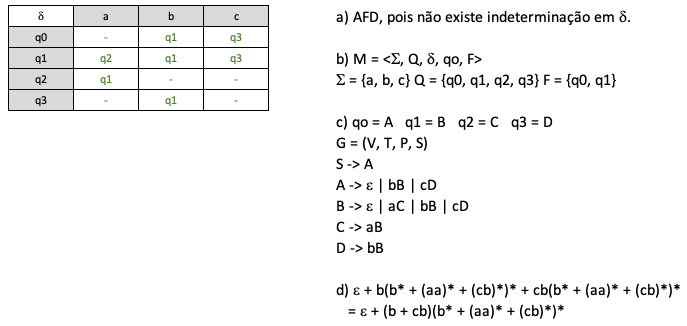 δ a b c
q0 - q1 q3
q1 q2 q1 q3
q2 q1 - -
q3 - q1 -
a) AFD, pois não existe indeterminação em δ.
b) M = <Σ, Q, δ, qo, F>
Σ = {a, b, c} Q = {q0, q1, q2, q3} F = {q0, q1}
c) qo = A q1 = B q2 = C q3 = D
G = (V, T, P, S)
S -> A
A -> ε | bB | cD
B -> ε | aC | bB | cD
C -> aB
D -> bB
d) ε + b(b* + (aa)* + (cb)*)* + cb(b* + (aa)* + (cb)*)*
= ε + (b + cb)(b* + (aa)* + (cb)*)*